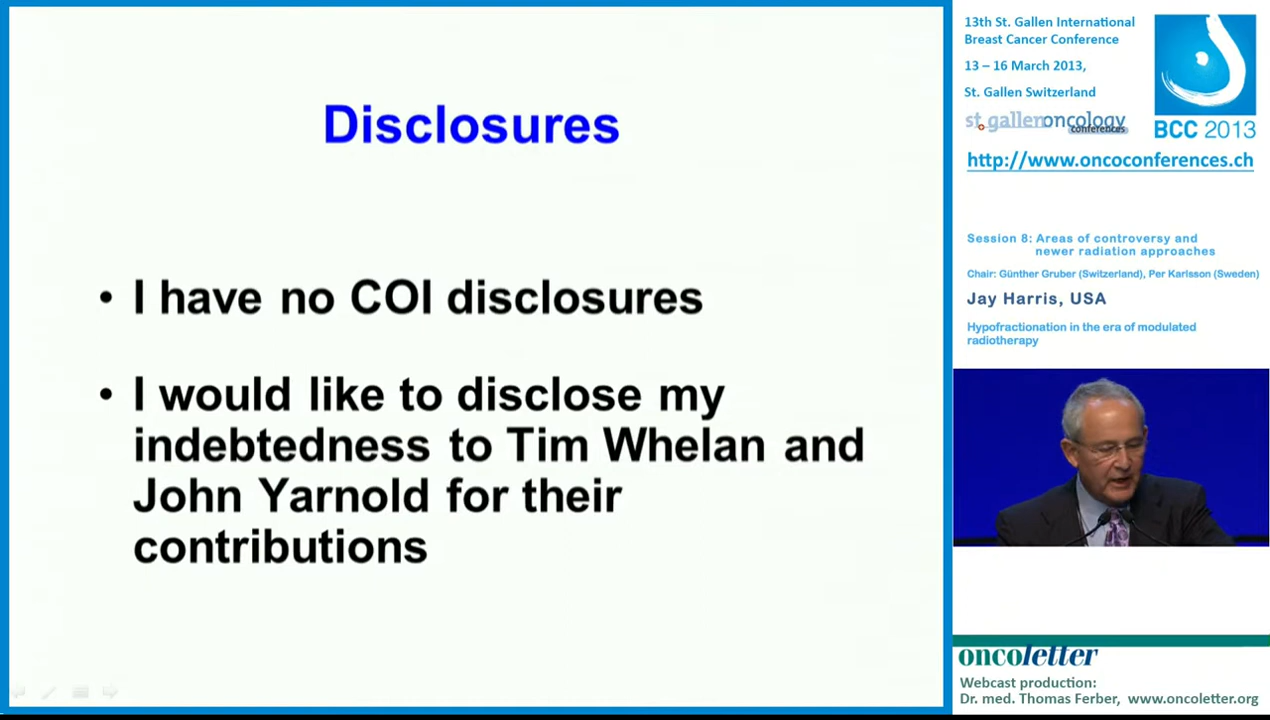 Disclosures
• I have no COI disclosures
• I would like to disclose my
indebtedness to Tim Whelan and
John Yarnold for their
contributions
13th St. Gallen International
Breast Cancer Conference
13 – 16 March 2013,
St. Gallen Switzerland
st.gallenoncology
conferences
BCC 2013
http://www.oncoconferences.ch
Session 8: Areas of controversy and
newer radiation approaches
Chair: Günther Gruber (Switzerland), Per Karlsson (Sweden)
Jay Harris, USA
Hypofractionation in the era of modulated
radiotherapy
oncoletter
Webcast production:
Dr. med. Thomas Ferber, www.oncoletter.org